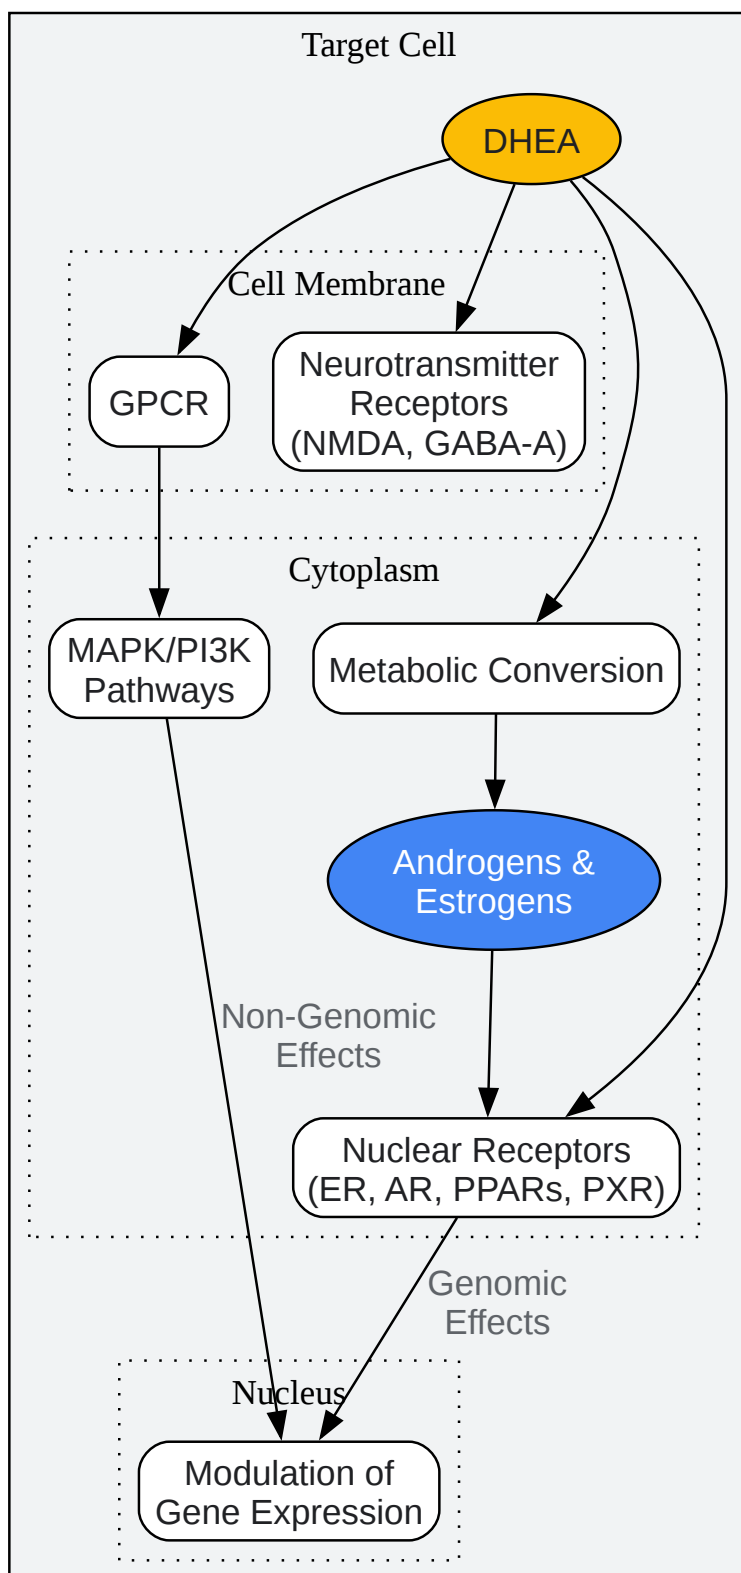 Target Cell
DHEA
Cell Membrane
GPCR
Neurotransmitter
Receptors
(NMDA, GABA-A)
Cytoplasm
MAPK/PI3K
Pathways
Metabolic Conversion
Androgens &
Estrogens
Non-Genomic
Effects
Nuclear Receptors
(ER, AR, PPARs, PXR)
Genomic
Effects
Nucleus
Modulation of
Gene Expression